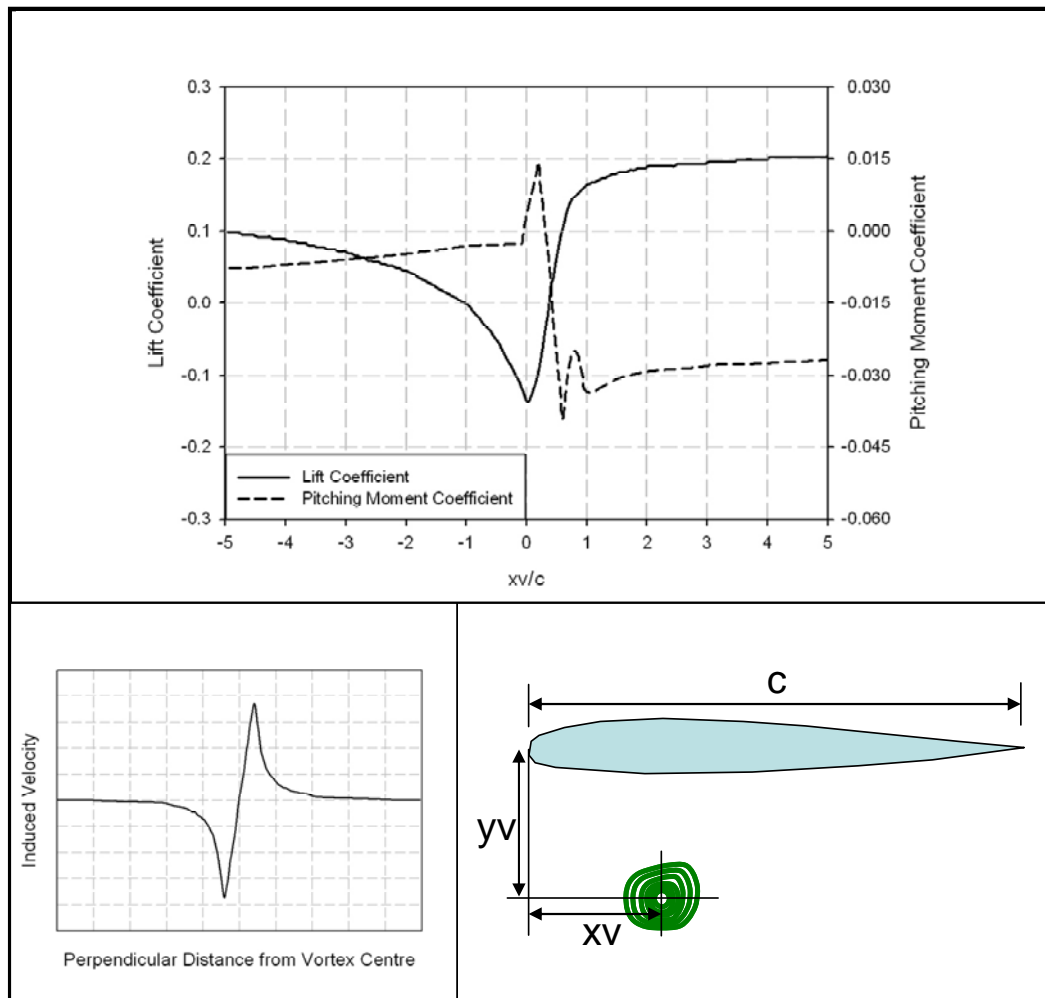 0.3
0.2
0.1
0.0
-0.1
-0.2
-0.3
Lift Coefficient
0.030
0.015
0.000
-0.015
-0.030
-0.045
-0.060
Pitching Moment Coefficient
Lift Coefficient
Pitching Moment Coefficient
-5 -4 -3 -2 -1 0 1 2 3 4 5
xv/c
Induced Velocity
Perpendicular Distance from Vortex Centre
c
yv
xv